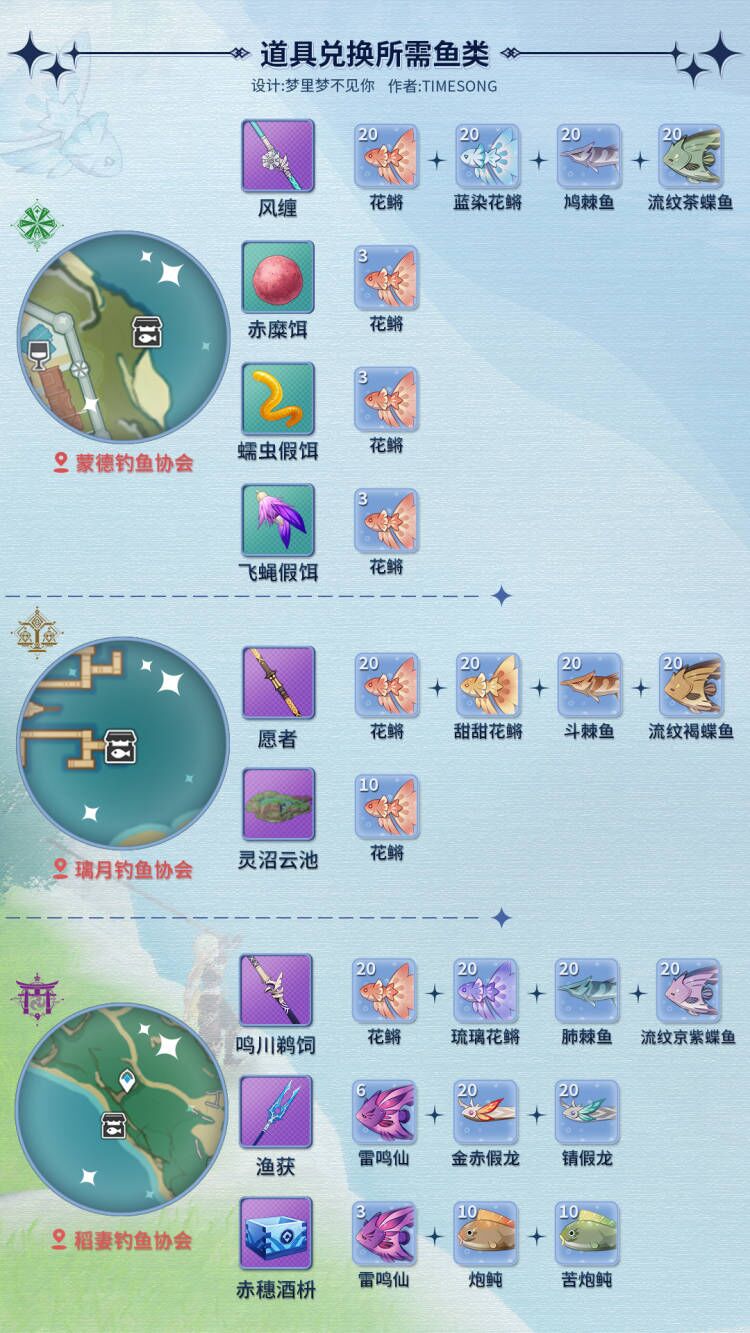 道具兑换所需鱼类
设计:梦里梦不见你 作者:TIMESONG
20 20 20 20
风缠 花鳉 蓝染花鳉 鸩棘鱼 流纹茶蝶鱼
3
赤糜饵 花鳉
3
蠕虫假饵 花鳉
蒙德钓鱼协会
3
飞蝇假饵 花鳉
20 20 20 20
愿者 花鳉 甜甜花鳉 斗棘鱼 流纹褐蝶鱼
10
灵沼云池 花鳉
璃月钓鱼协会
20 20 20 20
鸣川鹈饲 花鳉 琉璃花鳉 肺棘鱼 流纹京紫蝶鱼
6 20 20
渔获 雷鸣仙 金赤假龙 锖假龙
稻妻钓鱼协会
3 10 10
赤穗酒枡 雷鸣仙 炮鲀 苦炮鲀